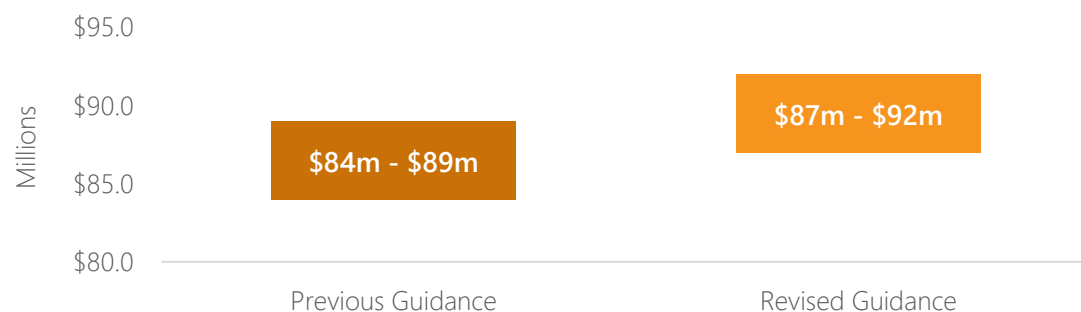 $95.0
$90.0
$85.0
$80.0
Millions
$84m - $89m
$87m - $92m
Previous Guidance
Revised Guidance